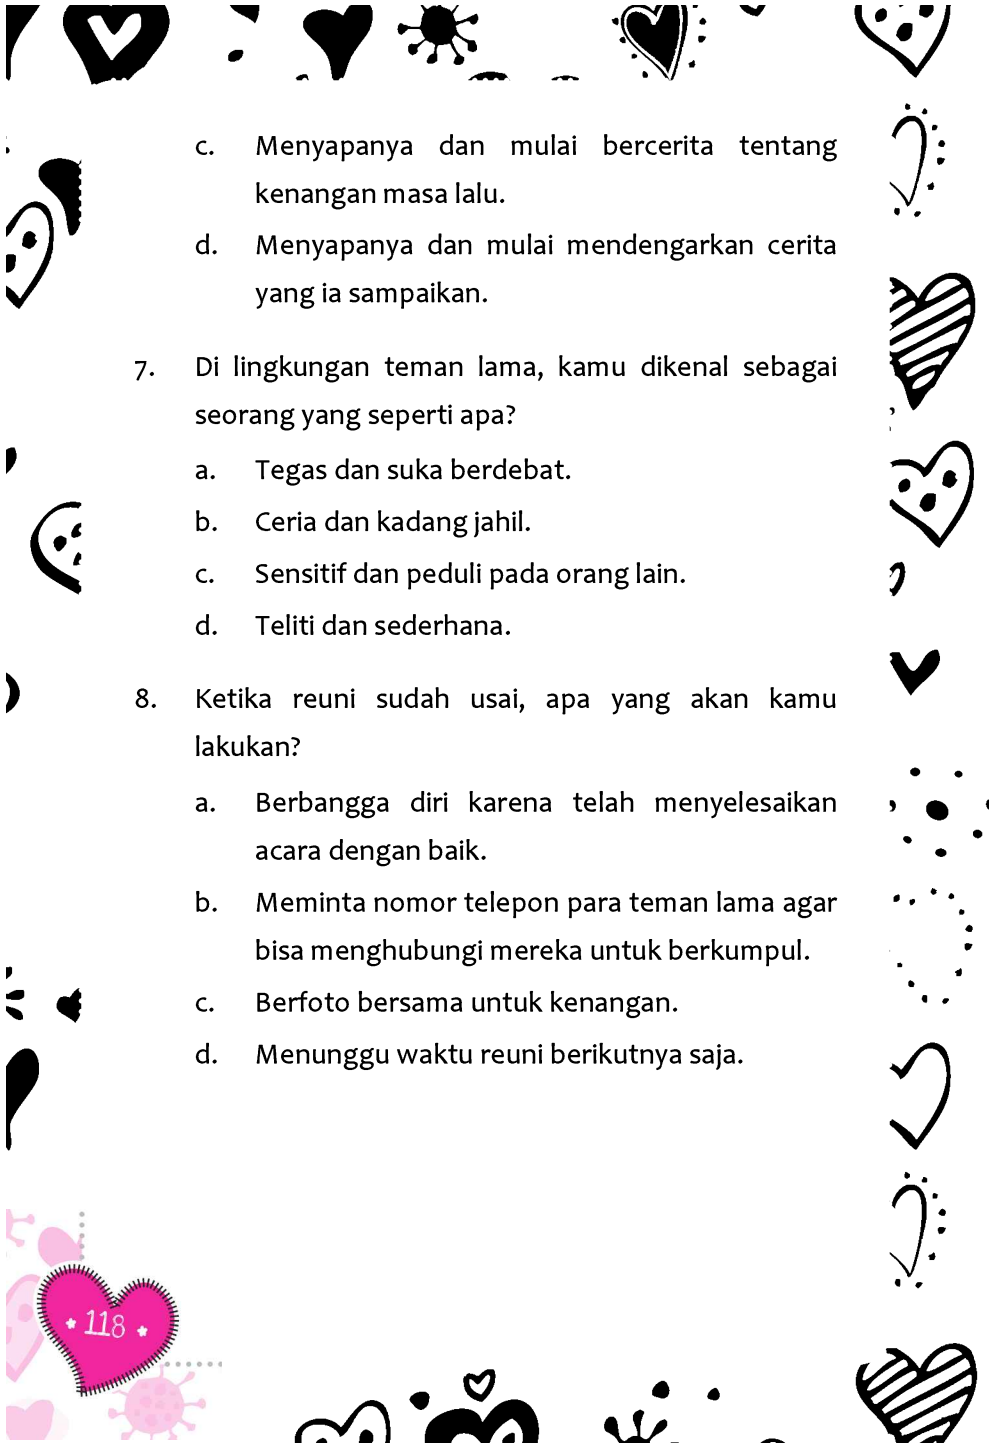 c. Menyapanya dan mulai bercerita tentang
kenangan masa lalu.
d. Menyapanya dan mulai mendengarkan cerita
yang ia sampaikan.
7. Di lingkungan teman lama, kamu dikenal sebagai
seorang yang seperti apa?
a. Tegas dan suka berdebat.
b. Ceria dan kadang jahil.
c. Sensitif dan peduli pada orang lain.
d. Teliti dan sederhana.
8. Ketika reuni sudah usai, apa yang akan kamu
lakukan?
a. Berbangga diri karena telah menyelesaikan
acara dengan baik.
b. Meminta nomor telepon para teman lama agar
bisa menghubungi mereka untuk berkumpul.
c. Berfoto bersama untuk kenangan.
d. Menunggu waktu reuni berikutnya saja.
118